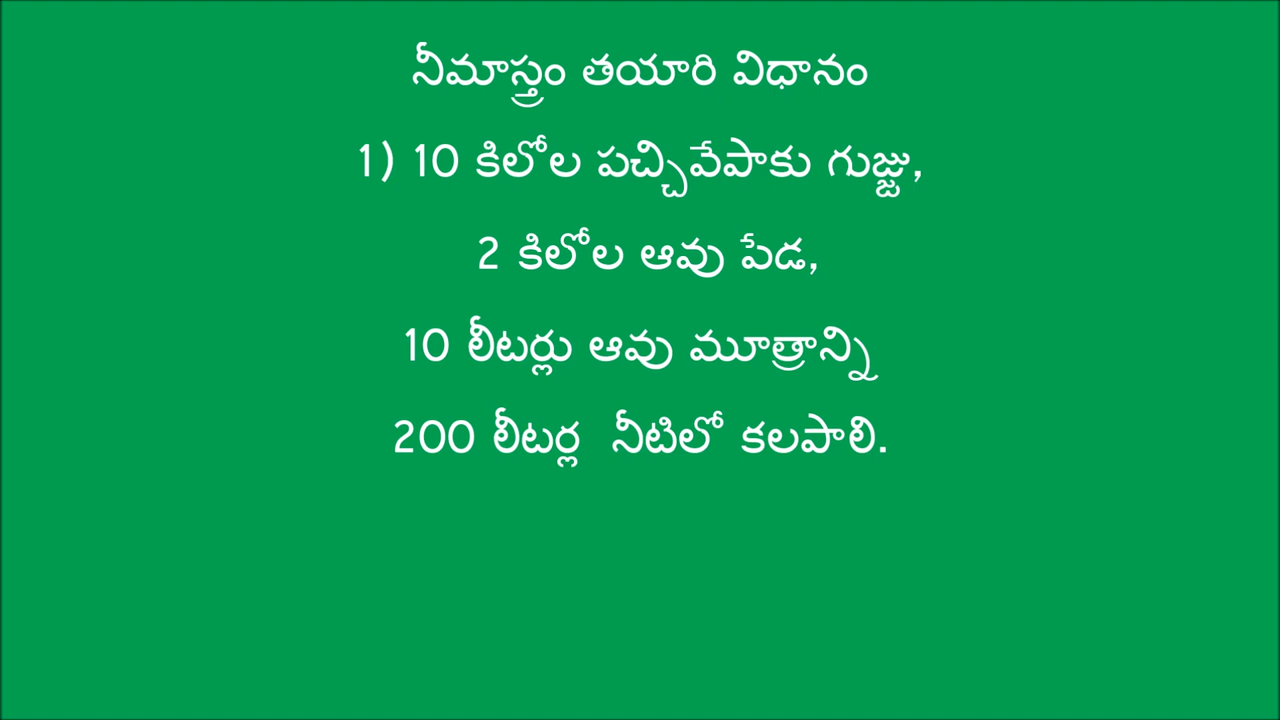 నీమాస్త్రం తయారి విధానం
1) 10 కిలోల పచ్చివేపాకు గుజ్జు,
2 కిలోల ఆవు పేడ,
10 లీటర్లు ఆవు మూత్రాన్ని
200 లీటర్ల  నీటిలో కలపాలి.